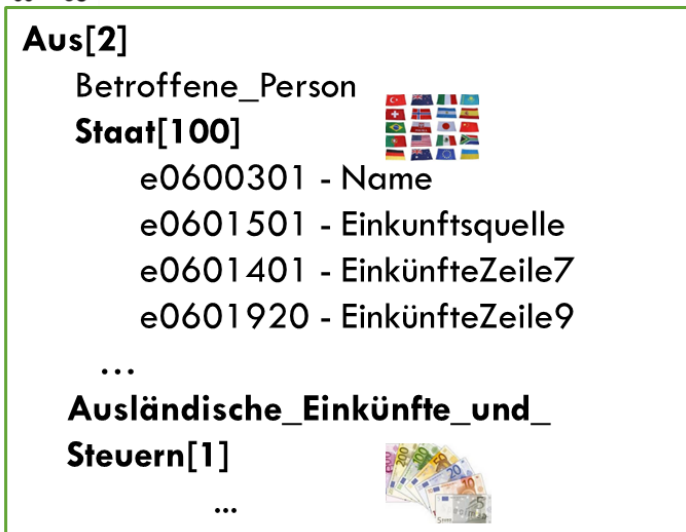 Aus[2]
Betroffene_Person
Staat[100]
e0600301 - Name
e0601501 - Einkunftsquelle
e0601401 - EinkünfteZeile7
e0601920 - EinkünfteZeile9
...
Ausländische_Einkünfte_und_
Steuern[1]
...